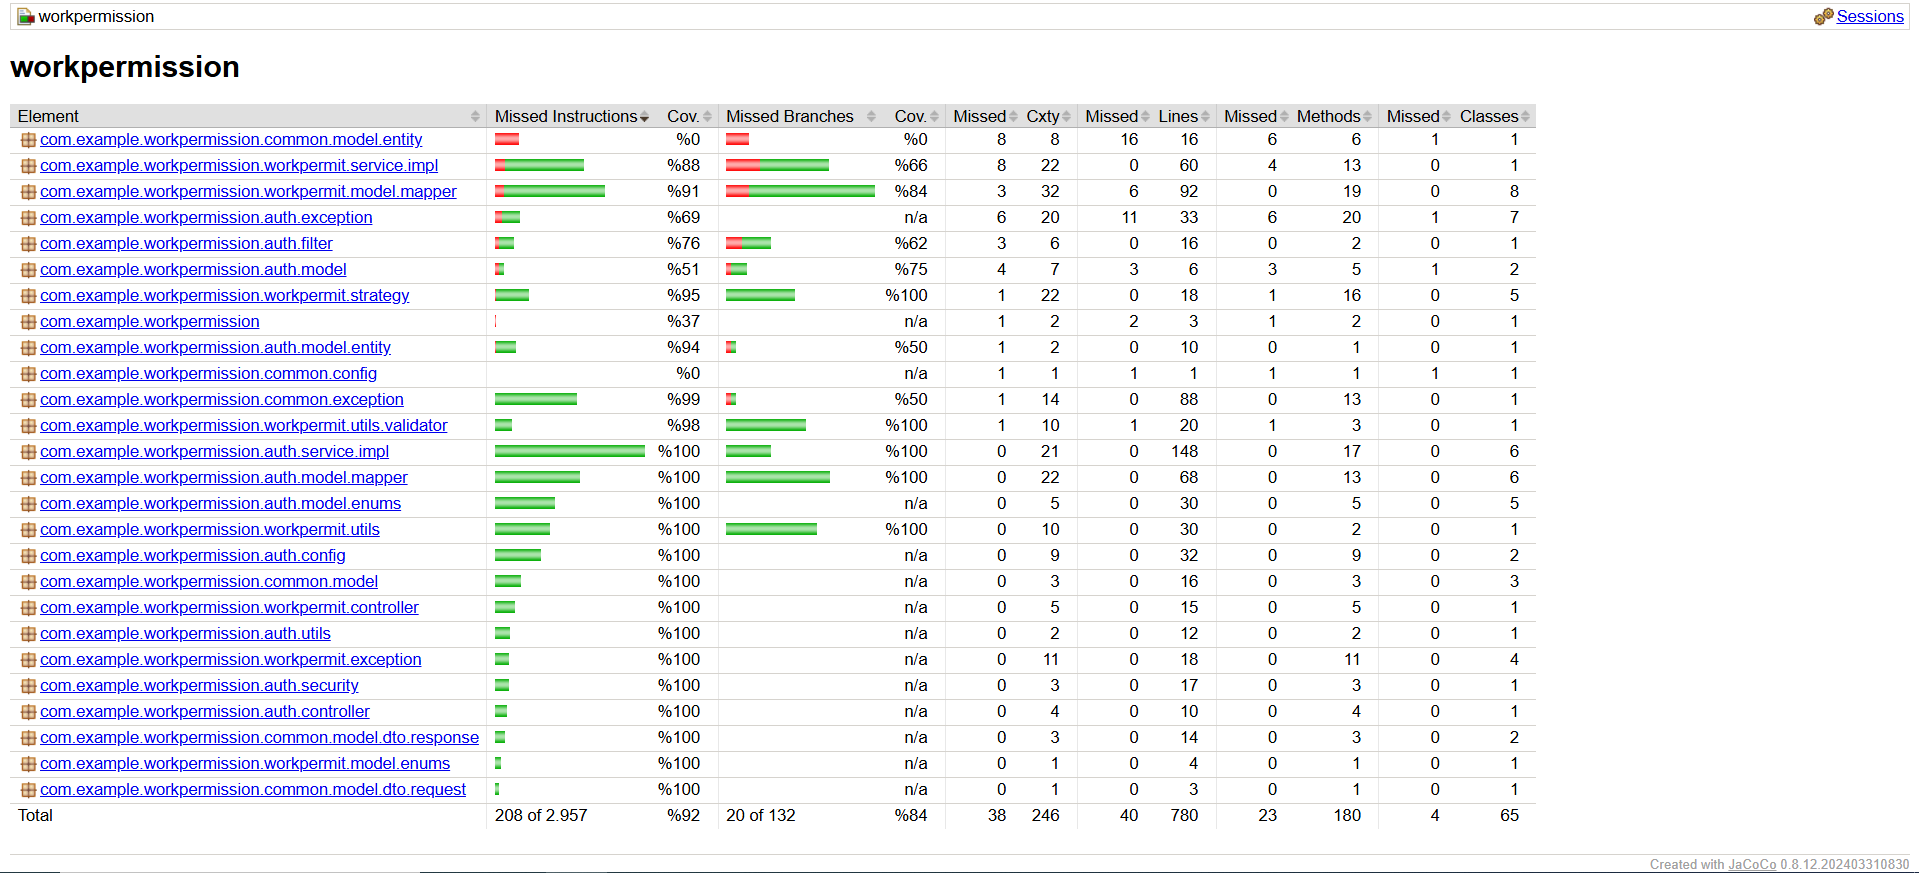 workpermission Sessions
workpermission
Element Missed Instructions Cov. Missed Branches Cov. Missed Cxty Missed Lines Missed Methods Missed Classes
com.example.workpermission.common.model.entity %0 %0 8 8 16 16 6 6 1 1
com.example.workpermission.workpermit.service.impl %88 %66 8 22 0 60 4 13 0 1
com.example.workpermission.workpermit.model.mapper %91 %84 3 32 6 92 0 19 0 8
com.example.workpermission.auth.exception %69 n/a 6 20 11 33 6 20 1 7
com.example.workpermission.auth.filter %76 %62 3 6 0 16 0 2 0 1
com.example.workpermission.auth.model %51 %75 4 7 3 6 3 5 1 2
com.example.workpermission.workpermit.strategy %95 %100 1 22 0 18 1 16 0 5
com.example.workpermission %37 n/a 1 2 2 3 1 2 0 1
com.example.workpermission.auth.model.entity %94 %50 1 2 0 10 0 1 0 1
com.example.workpermission.common.config %0 n/a 1 1 1 1 1 1 1 1
com.example.workpermission.common.exception %99 %50 1 14 0 88 0 13 0 1
com.example.workpermission.workpermit.utils.validator %98 %100 1 10 1 20 1 3 0 1
com.example.workpermission.auth.service.impl %100 %100 0 21 0 148 0 17 0 6
com.example.workpermission.auth.model.mapper %100 %100 0 22 0 68 0 13 0 6
com.example.workpermission.auth.model.enums %100 n/a 0 5 0 30 0 5 0 5
com.example.workpermission.workpermit.utils %100 %100 0 10 0 30 0 2 0 1
com.example.workpermission.auth.config %100 n/a 0 9 0 32 0 9 0 2
com.example.workpermission.common.model %100 n/a 0 3 0 16 0 3 0 3
com.example.workpermission.workpermit.controller %100 n/a 0 5 0 15 0 5 0 1
com.example.workpermission.auth.utils %100 n/a 0 2 0 12 0 2 0 1
com.example.workpermission.workpermit.exception %100 n/a 0 11 0 18 0 11 0 4
com.example.workpermission.auth.security %100 n/a 0 3 0 17 0 3 0 1
com.example.workpermission.auth.controller %100 n/a 0 4 0 10 0 4 0 1
com.example.workpermission.common.model.dto.response %100 n/a 0 3 0 14 0 3 0 2
com.example.workpermission.workpermit.model.enums %100 n/a 0 1 0 4 0 1 0 1
com.example.workpermission.common.model.dto.request %100 n/a 0 1 0 3 0 1 0 1
Total 208 of 2.957 %92 20 of 132 %84 38 246 40 780 23 180 4 65
Created with JaCoCo 0.8.12.202403310830